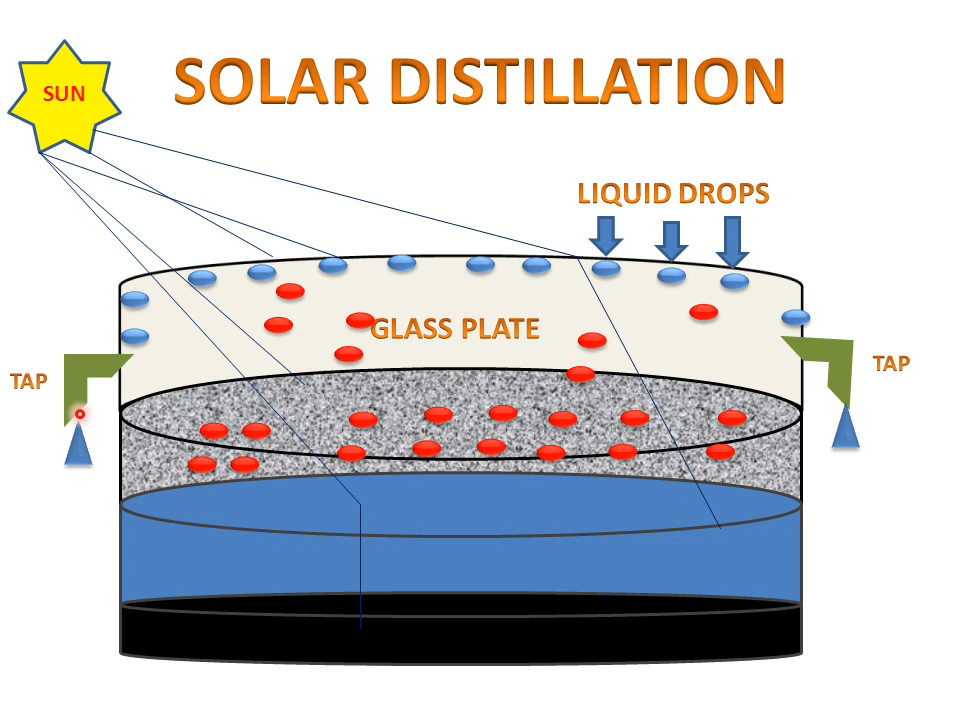 SOLAR DISTILLATION
SUN
LIQUID DROPS
GLASS PLATE
TAP
TAP